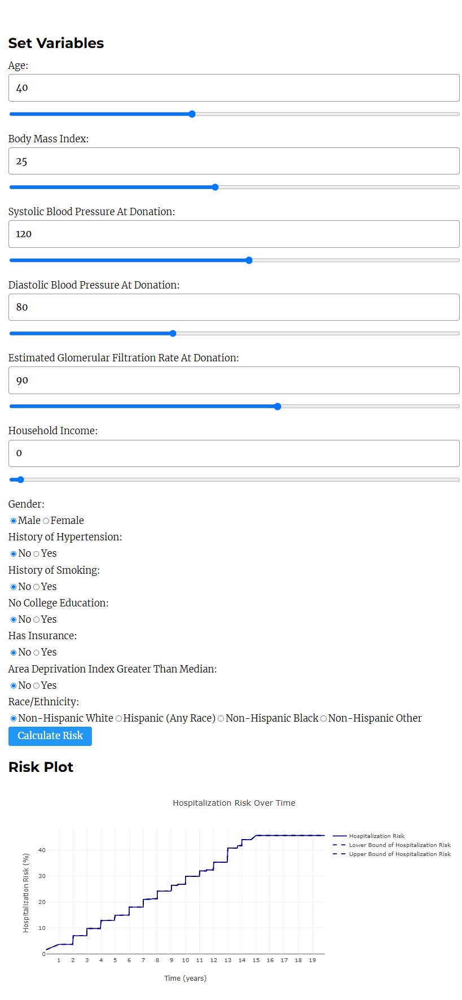 Set Variables
Age:
40
Body Mass Index:
25
Systolic Blood Pressure At Donation:
120
Diastolic Blood Pressure At Donation:
80
Estimated Glomerular Filtration Rate At Donation:
90
Household Income:
0
Gender:
Male Female
History of Hypertension:
No Yes
History of Smoking:
No Yes
No College Education:
No Yes
Has Insurance:
No Yes
Area Deprivation Index Greater Than Median:
No Yes
Race/Ethnicity:
Non-Hispanic White Hispanic (Any Race) Non-Hispanic Black Non-Hispanic Other
Calculate Risk
Risk Plot
Hospitalization Risk Over Time
Hospitalization Risk
Lower Bound of Hospitalization Risk
Upper Bound of Hospitalization Risk
Hospitalization Risk (%)
40
30
20
10
0
1 2 3 4 5 6 7 8 9 10 11 12 13 14 15 16 17 18 19
Time (years)